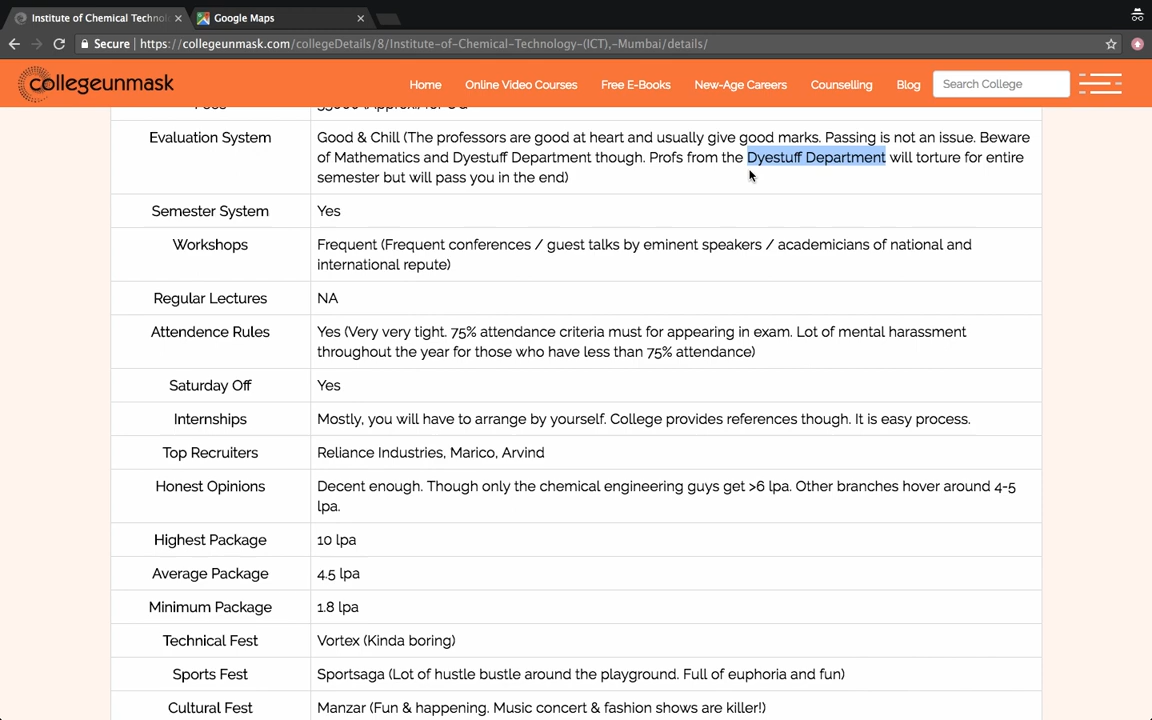 Institute of Chemical Technol
Google Maps
Secure
https://collegeunmask.com/collegeDetails/8/Institute-of-Chemical-Technology-(ICT),-Mumbai/details/
collegeunmask
Home
Online Video Courses
Free E-Books
New-Age Careers
Counselling
Blog
Search College
Evaluation System
Good & Chill (The professors are good at heart and usually give good marks. Passing is not an issue. Beware
of Mathematics and Dyestuff Department though. Profs from the Dyestuff Department will torture for entire
semester but will pass you in the end)
Semester System
Yes
Workshops
Frequent (Frequent conferences / guest talks by eminent speakers / academicians of national and
international repute)
Regular Lectures
NA
Attendence Rules
Yes (Very very tight. 75% attendance criteria must for appearing in exam. Lot of mental harassment
throughout the year for those who have less than 75% attendance)
Saturday Off
Yes
Internships
Mostly, you will have to arrange by yourself. College provides references though. It is easy process.
Top Recruiters
Reliance Industries, Marico, Arvind
Honest Opinions
Decent enough. Though only the chemical engineering guys get >6 lpa. Other branches hover around 4-5
lpa.
Highest Package
10 lpa
Average Package
4.5 lpa
Minimum Package
1.8 lpa
Technical Fest
Vortex (Kinda boring)
Sports Fest
Sportsaga (Lot of hustle bustle around the playground. Full of euphoria and fun)
Cultural Fest
Manzar (Fun & happening. Music concert & fashion shows are killer!)